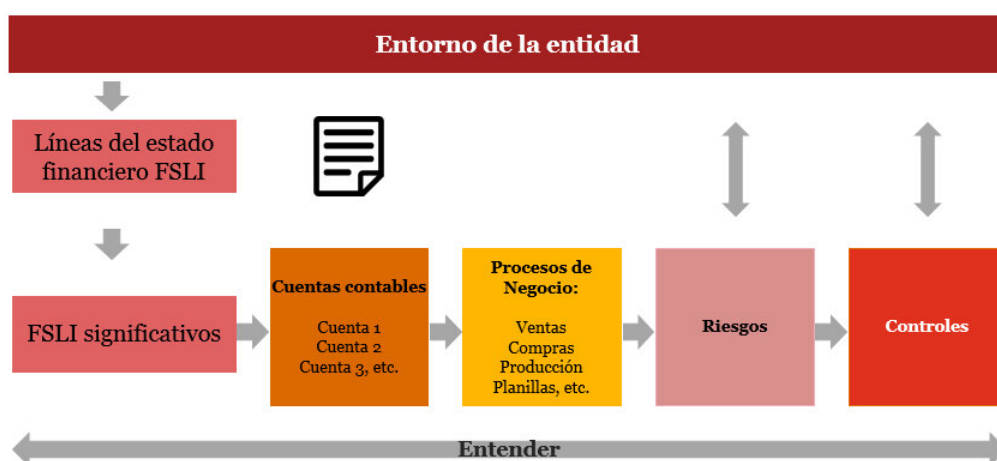 Entorno de la entidad
Líneas del estado
financiero FSLI
FSLI significativos
Cuentas contables
Cuenta 1
Cuenta 2
Cuenta 3, etc.
Procesos de
Negocio:
Ventas
Compras
Producción
Planillas, etc.
Riesgos
Controles
Entender